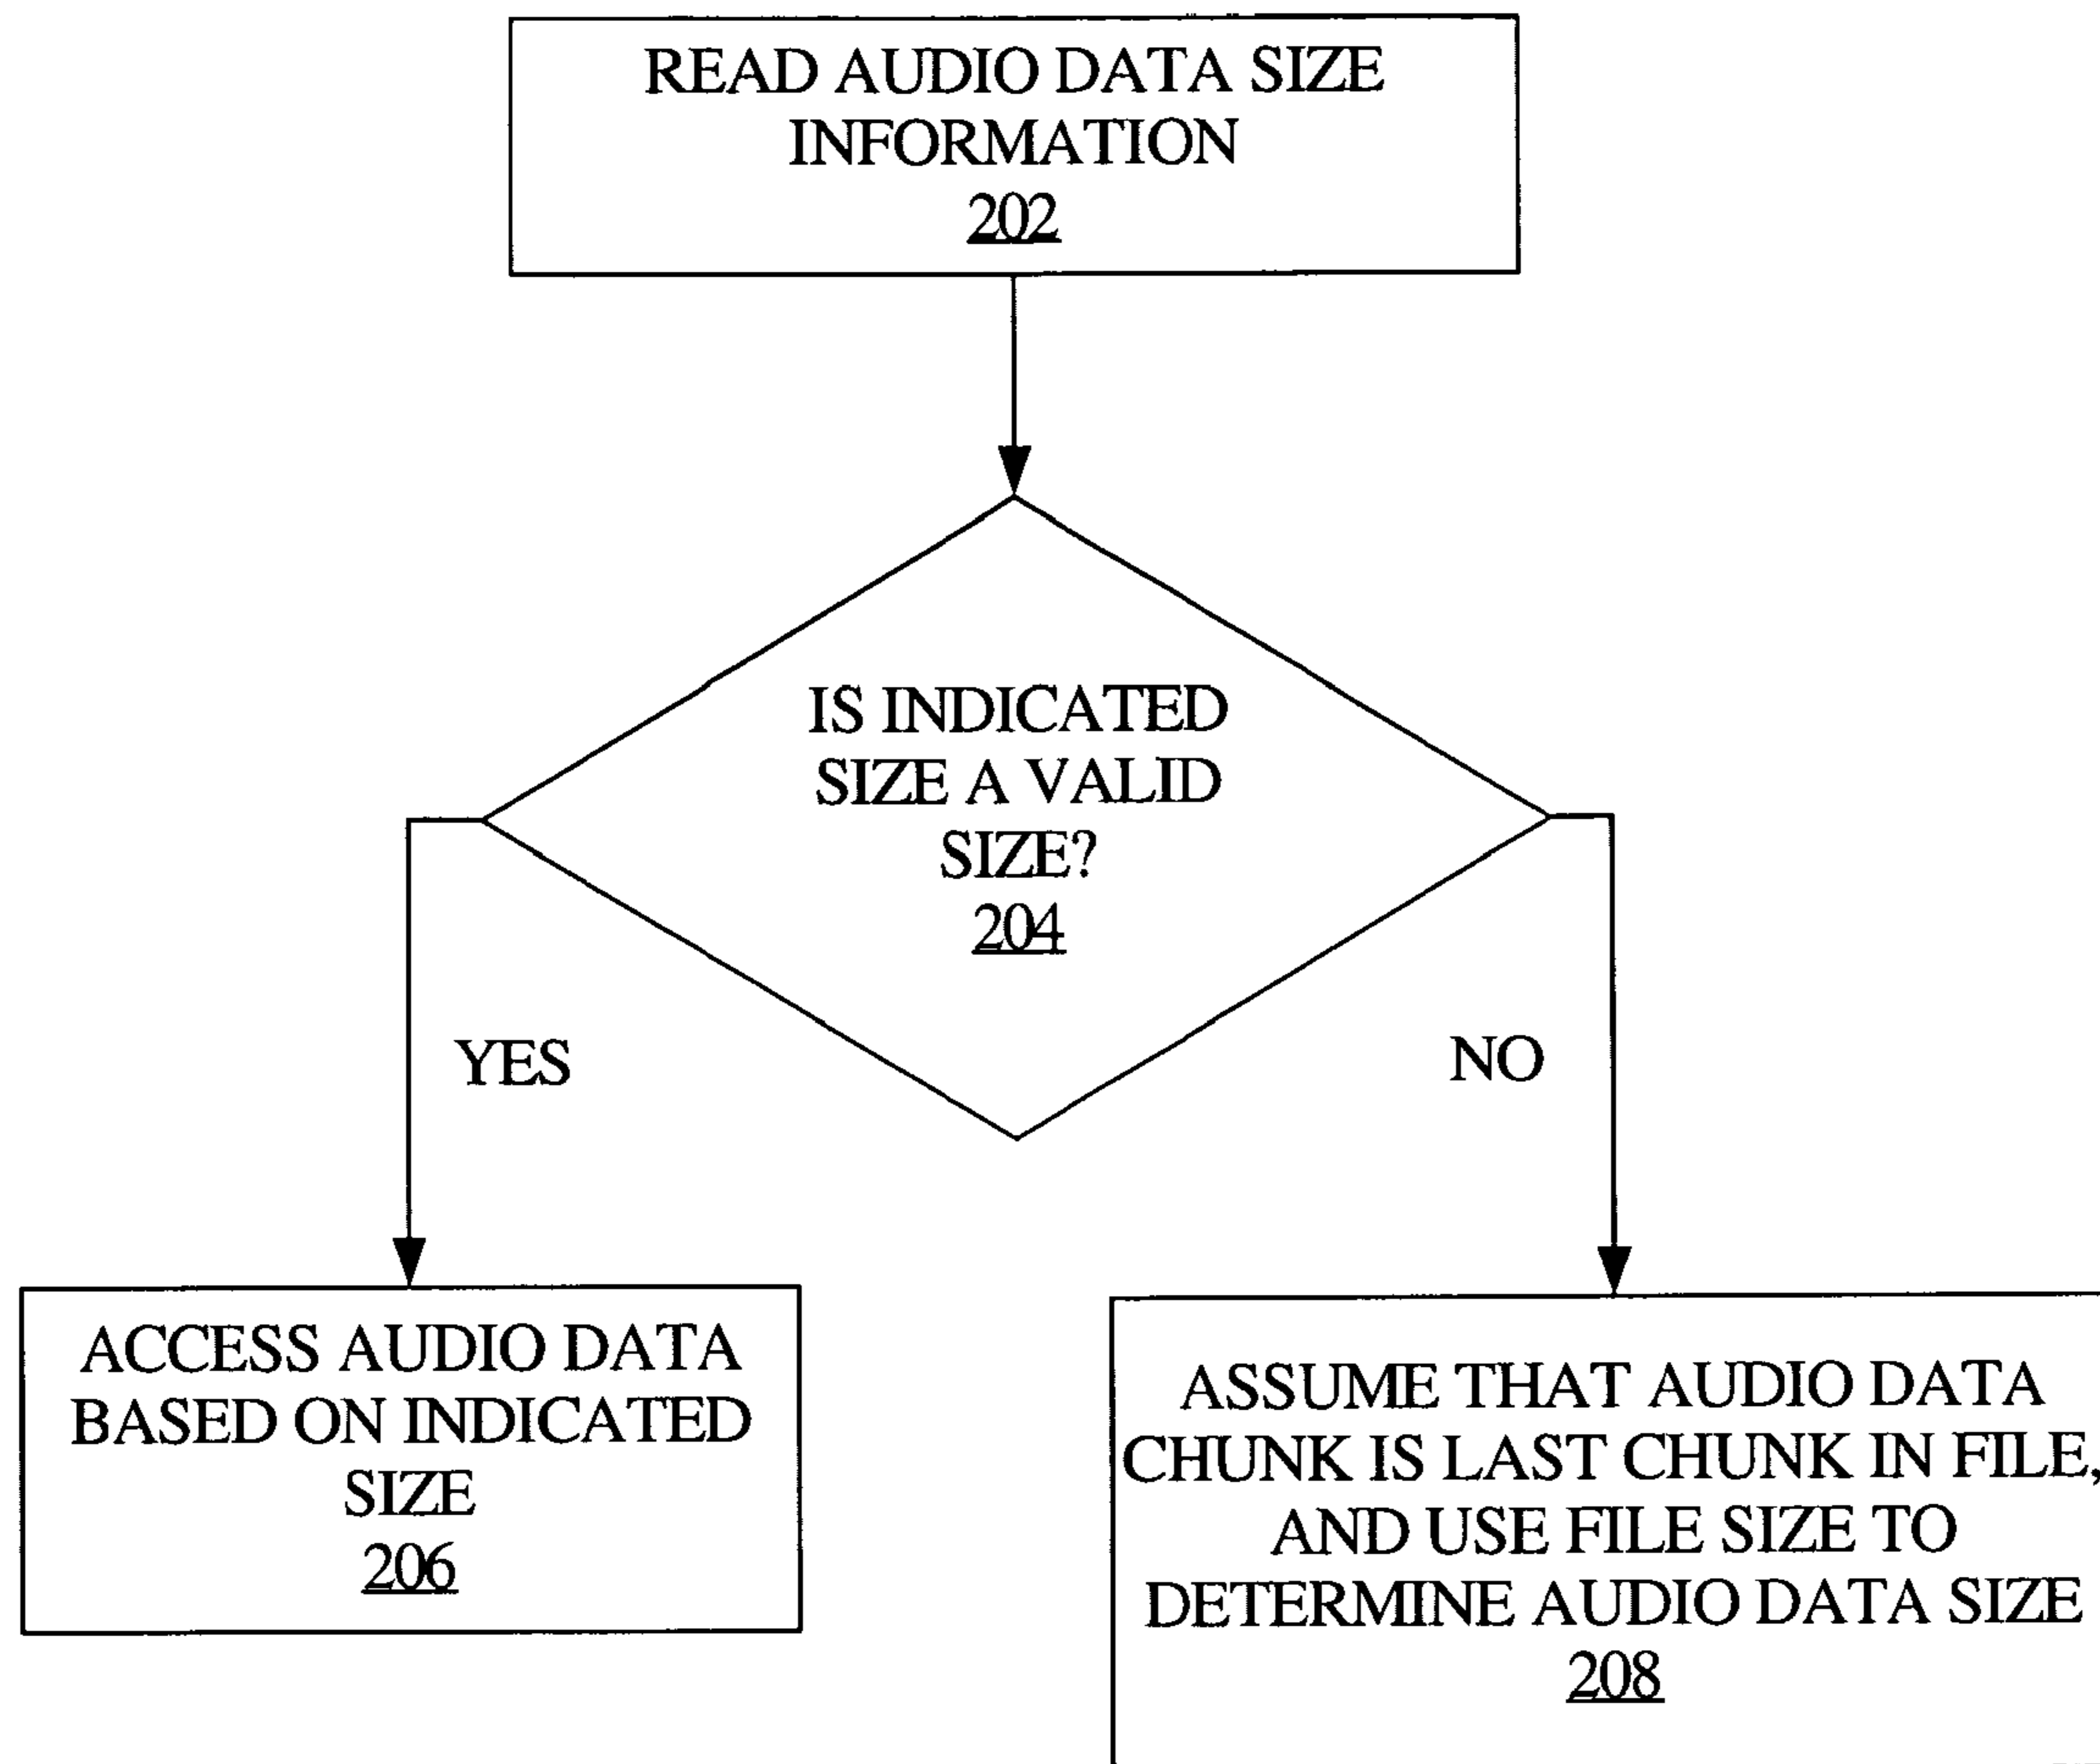 READ AUDIO DATA SIZE
INFORMATION
202
IS INDICATED
SIZE A VALID
SIZE?
204
YES
NO
ACCESS AUDIO DATA
BASED ON INDICATED
SIZE
206
ASSUME THAT AUDIO DATA
CHUNK IS LAST CHUNK IN FILE,
AND USE FILE SIZE TO
DETERMINE AUDIO DATA SIZE
208